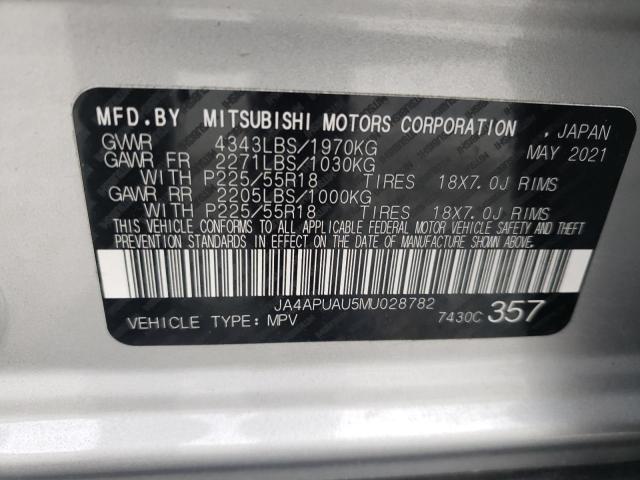 MFD.BY MITSUBISHI MOTORS CORPORATION , JAPAN
GVWR 4343LBS/1970KG MAY 2021
GAWR FR 2271LBS/1030KG
WITH P225/55R18 TIRES 18X7.0J RIMS
GAWR RR 2205LBS/1000KG
WITH P225/55R18 TIRES 18X7.0J RIMS
THIS VEHICLE CONFORMS TO ALL APPLICABLE FEDERAL MOTOR VEHICLE SAFETY AND THEFT
PREVENTION STANDARDS IN EFFECT ON THE DATE OF MANUFACTURE SHOWN ABOVE.
JA4APUAU5MU028782
VEHICLE TYPE:MPV 7430C 357